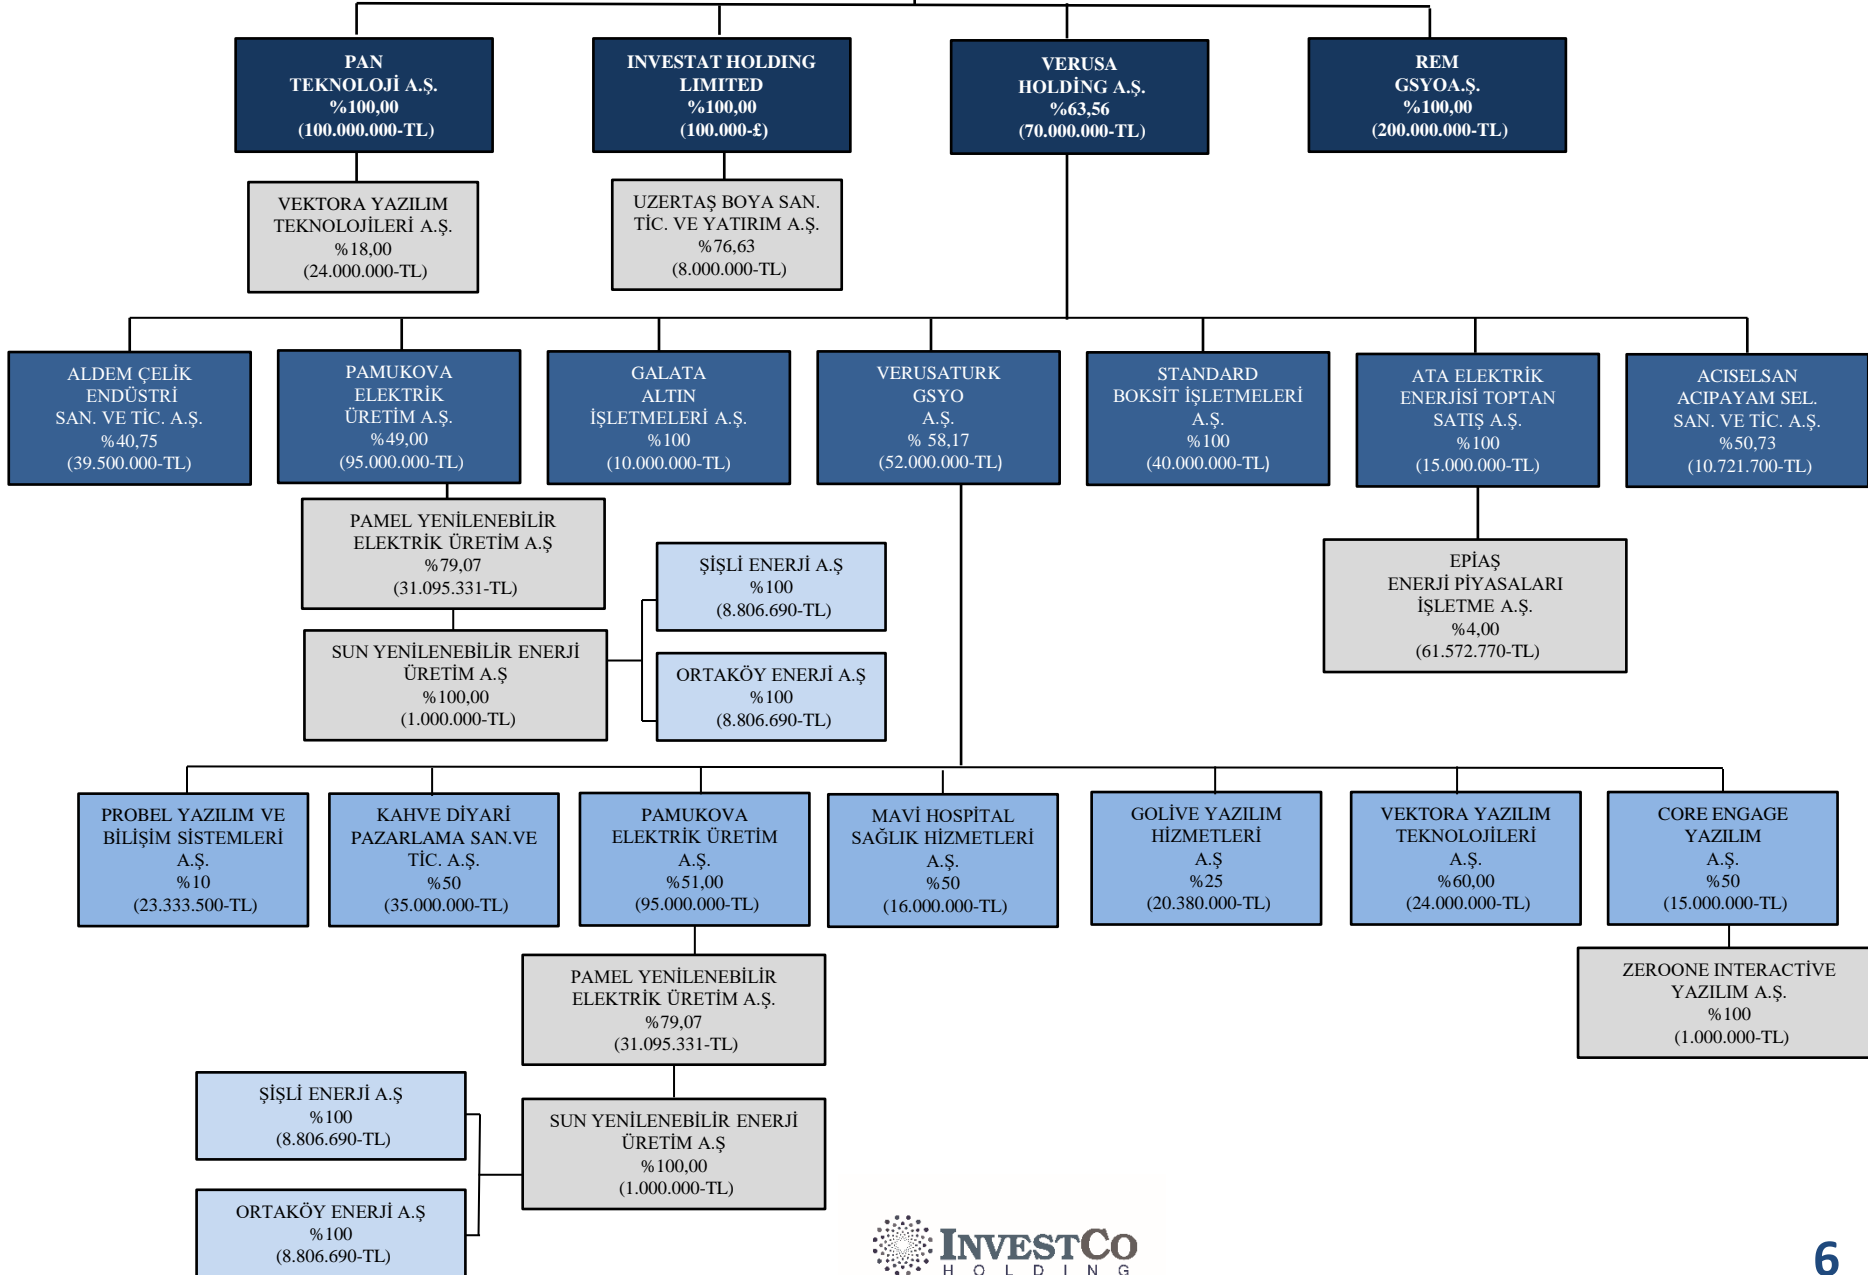 PAN
TEKNOLOJİ A.Ş.
%100,00
(100.000.000-TL)
INVESTAT HOLDING
LIMITED
%100,00
(100.000-£)
VERUSA
HOLDİNG A.Ş.
%63,56
(70.000.000-TL)
REM
GSYOA.Ş.
%100,00
(200.000.000-TL)
VEKTORA YAZILIM
TEKNOLOJİLERİ A.Ş.
%18,00
(24.000.000-TL)
UZERTAŞ BOYA SAN.
TİC. VE YATIRIM A.Ş.
%76,63
(8.000.000-TL)
ALDEM ÇELİK
ENDÜSTRİ
SAN. VE TİC. A.Ş.
%40,75
(39.500.000-TL)
PAMUKOVA
ELEKTRİK
ÜRETİM A.Ş.
%49,00
(95.000.000-TL)
GALATA
ALTIN
İŞLETMELERİ A.Ş.
%100
(10.000.000-TL)
VERUSATURK
GSYO
A.Ş.
% 58,17
(52.000.000-TL)
STANDARD
BOKSİT İŞLETMELERİ
A.Ş.
%100
(40.000.000-TL)
ATA ELEKTRİK
ENERJİSİ TOPTAN
SATIŞ A.Ş.
%100
(15.000.000-TL)
ACISELSAN
ACIPAYAM SEL.
SAN. VE TİC. A.Ş.
%50,73
(10.721.700-TL)
PAMEL YENİLENEBİLİR
ELEKTRİK ÜRETİM A.Ş
%79,07
(31.095.331-TL)
SUN YENİLENEBİLİR ENERJİ
ÜRETİM A.Ş
%100,00
(1.000.000-TL)
ŞİŞLİ ENERJİ A.Ş
%100
(8.806.690-TL)
ORTAKÖY ENERJİ A.Ş
%100
(8.806.690-TL)
EPİAŞ
ENERJİ PİYASALARI
İŞLETME A.Ş.
%4,00
(61.572.770-TL)
PROBEL YAZILIM VE
BİLİŞİM SİSTEMLERİ
A.Ş.
%10
(23.333.500-TL)
KAHVE DİYARİ
PAZARLAMA SAN.VE
TİC. A.Ş.
%50
(35.000.000-TL)
PAMUKOVA
ELEKTRİK ÜRETİM
A.Ş.
%51,00
(95.000.000-TL)
MAVİ HOSPİTAL
SAĞLIK HİZMETLERİ
A.Ş.
%50
(16.000.000-TL)
GOLİVE YAZILIM
HİZMETLERİ
A.Ş
%25
(20.380.000-TL)
VEKTORA YAZILIM
TEKNOLOJİLERİ
A.Ş.
%60,00
(24.000.000-TL)
CORE ENGAGE
YAZILIM
A.Ş.
%50
(15.000.000-TL)
PAMEL YENİLENEBİLİR
ELEKTRİK ÜRETİM A.Ş.
%79,07
(31.095.331-TL)
ZEROONE INTERACTİVE
YAZILIM A.Ş.
%100
(1.000.000-TL)
ŞİŞLİ ENERJİ A.Ş
%100
(8.806.690-TL)
SUN YENİLENEBİLİR ENERJİ
ÜRETİM A.Ş
%100,00
(1.000.000-TL)
ORTAKÖY ENERJİ A.Ş
%100
(8.806.690-TL)
INVESTCO
HOLDING
6